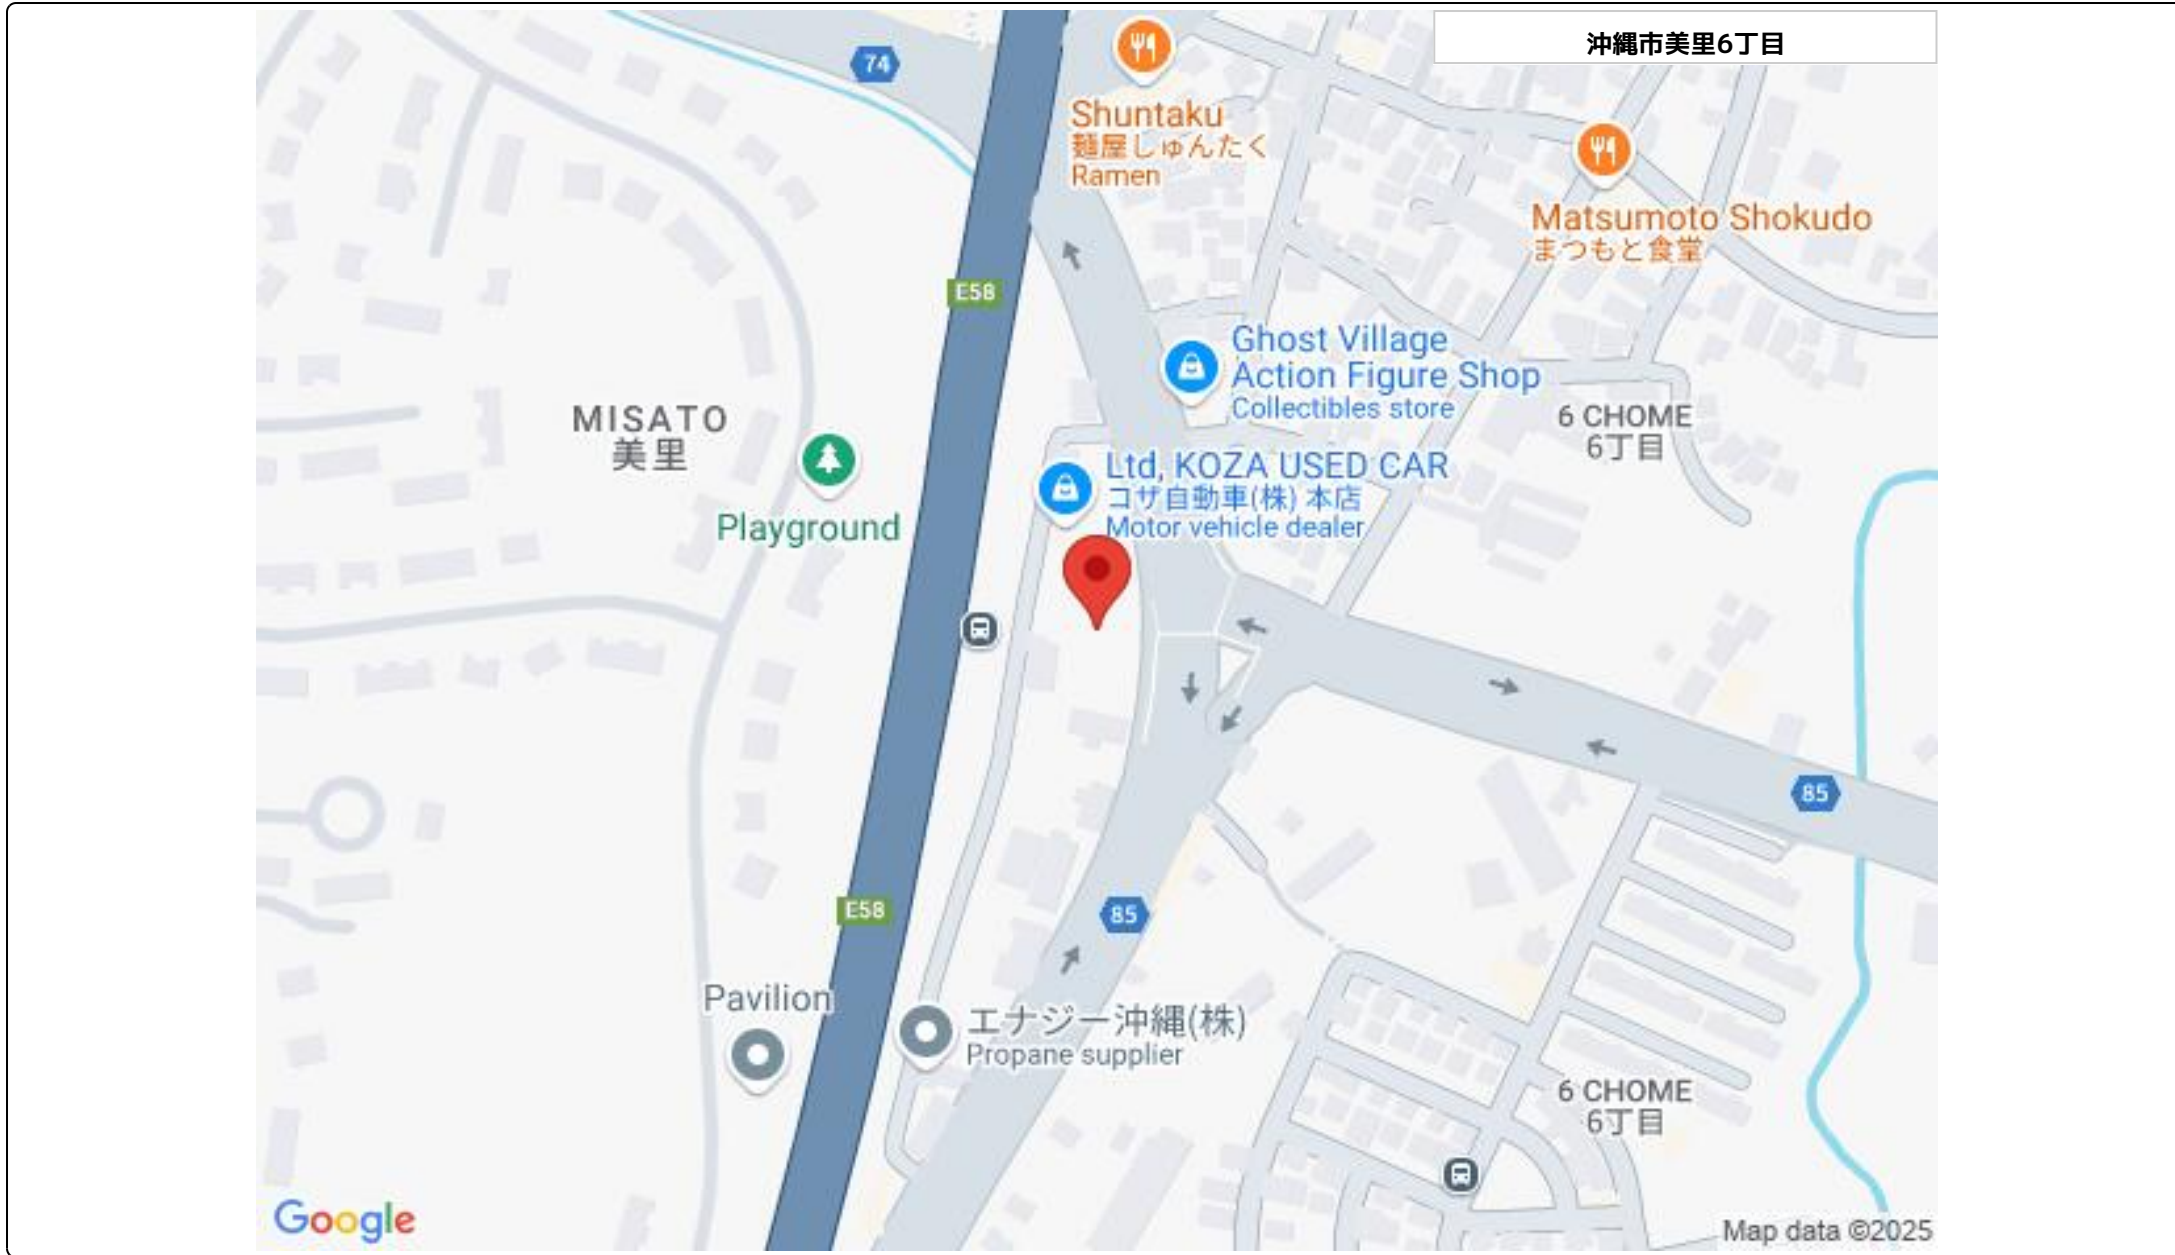 沖縄市美里6丁目
74
Shuntaku
麺屋しゅんたく
Ramen
Matsumoto Shokudo
まつもと食堂
E58
Ghost Village
Action Figure Shop
Collectibles store
MISATO
美里
6 CHOME
6丁目
Ltd, KOZA USED CAR
コザ自動車(株) 本店
Motor vehicle dealer
Playground
85
E58
85
Pavilion
エナジー沖縄(株)
Propane supplier
6 CHOME
6丁目
Google
Map data ©2025